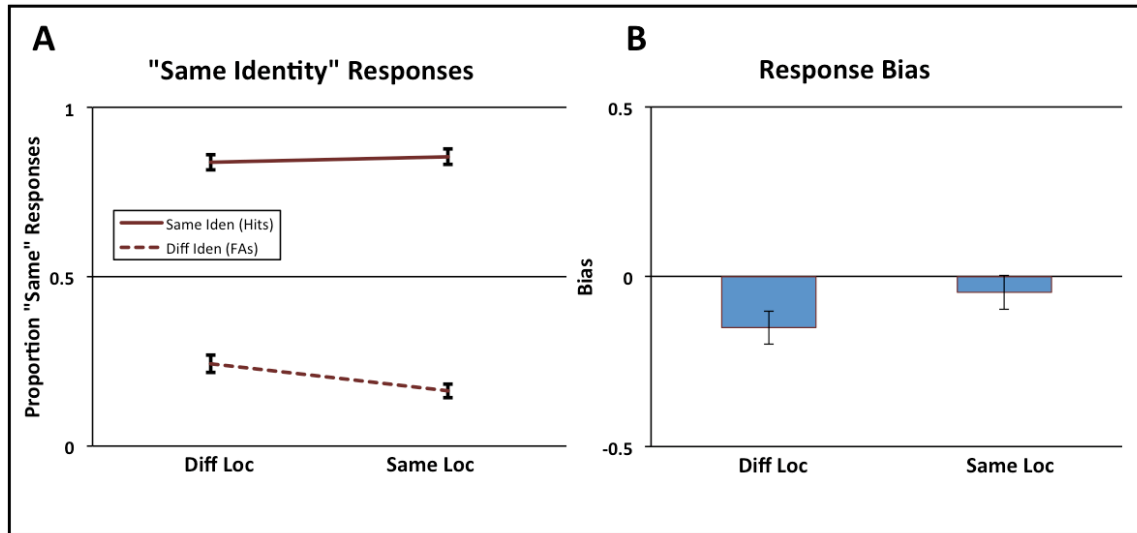 A
"Same Identity" Responses
Proportion "Same" Responses
1
0.5
0
Same Iden (Hits)
Diff Iden (FAs)
Diff Loc
Same Loc
B
Response Bias
Bias
0.5
0
-0.5
Diff Loc
Same Loc